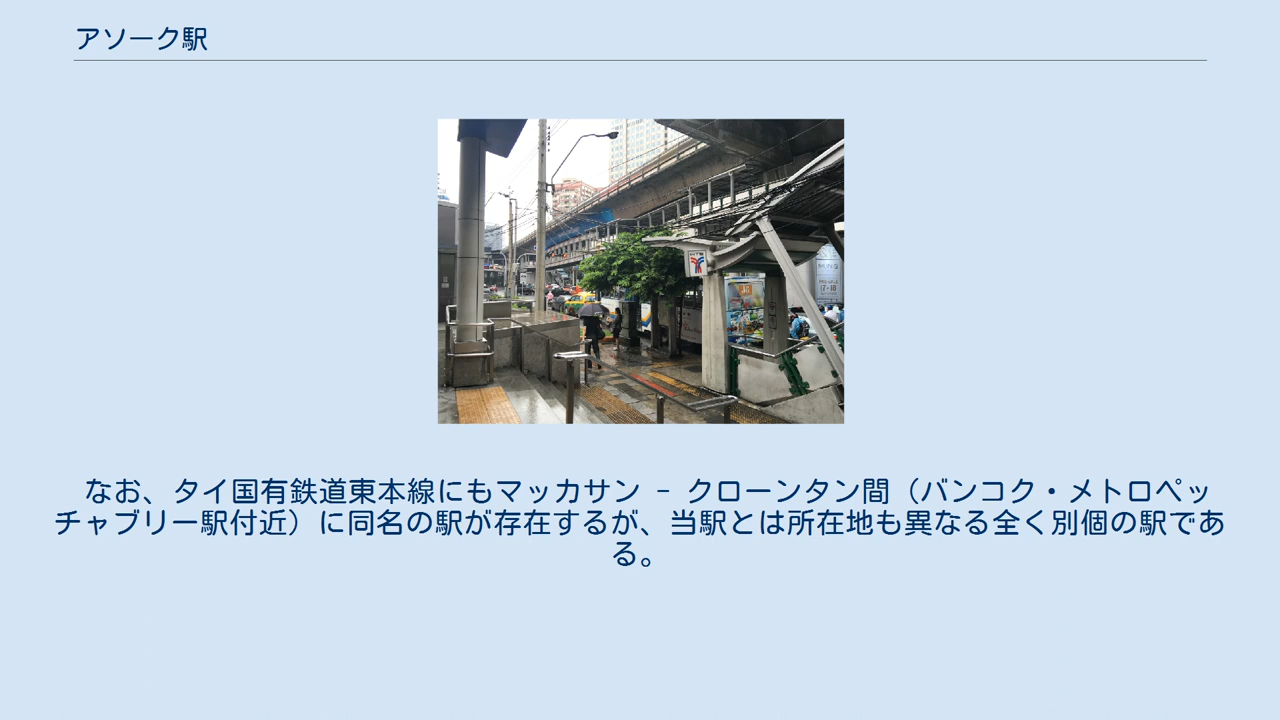 アソーク駅
なお、タイ国有鉄道東本線にもマッカサン － クローンタン間（バンコク・メトロペッ
チャブリー駅付近）に同名の駅が存在するが、当駅とは所在地も異なる全く別個の駅であ
る。